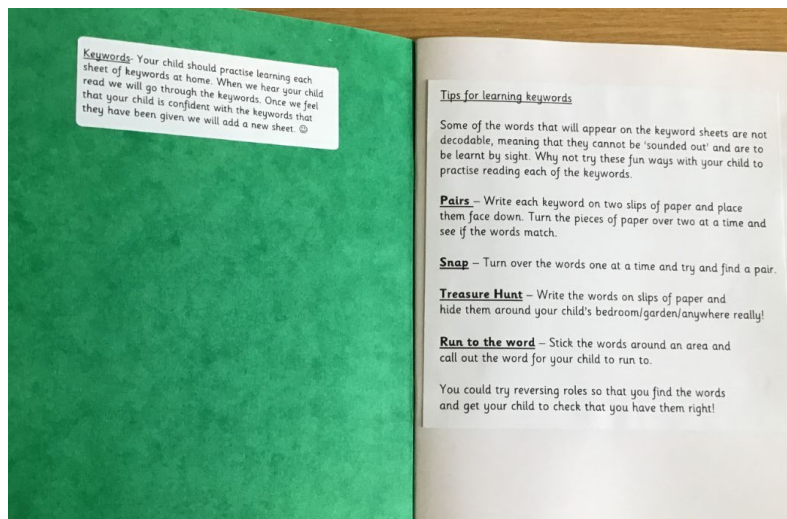 Keywords- Your child should practise learning each
sheet of keywords at home. When we hear your child
read we will go through the keywords. Once we feel
that your child is confident with the keywords that
they have been given we will add a new sheet. ☺
Tips for learning keywords
Some of the words that will appear on the keyword sheets are not
decodable, meaning that they cannot be 'sounded out' and are to
be learnt by sight. Why not try these fun ways with your child to
practise reading each of the keywords.
Pairs – Write each keyword on two slips of paper and place
them face down. Turn the pieces of paper over two at a time and
see if the words match.
Snap – Turn over the words one at a time and try and find a pair.
Treasure Hunt – Write the words on slips of paper and
hide them around your child's bedroom/garden/anywhere really!
Run to the word – Stick the words around an area and
call out the word for your child to run to.
You could try reversing roles so that you find the words
and get your child to check that you have them right!